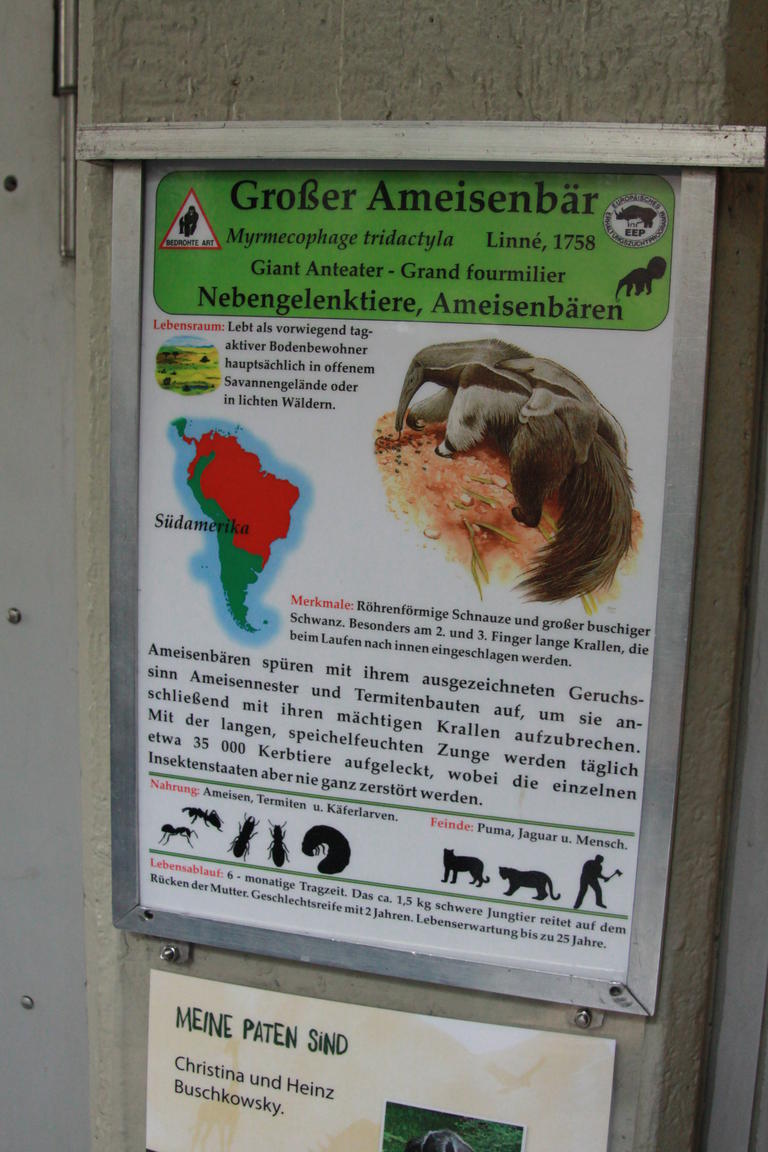 Großer Ameisenbär
BEDROHTE ART
Myrmecophage tridactyla Linné, 1758
EUROPÄISCHES
ERHALTUNGSZUCHTPROGRAMM
EEP
Giant Anteater - Grand fourmilier
Nebengelenktiere, Ameisenbären
Lebensraum: Lebt als vorwiegend tag-
aktiver Bodenbewohner
hauptsächlich in offenem
Savannengelände oder
in lichten Wäldern.
Südamerika
Merkmale: Röhrenförmige Schnauze und großer buschiger
Schwanz. Besonders am 2. und 3. Finger lange Krallen, die
beim Laufen nach innen eingeschlagen werden.
Ameisenbären spüren mit ihrem ausgezeichneten Geruchs-
sinn Ameisennester und Termitenbauten auf, um sie an-
schließend mit ihren mächtigen Krallen aufzubrechen.
Mit der langen, speichelfeuchten Zunge werden täglich
etwa 35 000 Kerbtiere aufgeleckt, wobei die einzelnen
Insektenstaaten aber nie ganz zerstört werden.
Nahrung: Ameisen, Termiten u. Käferlarven.
Feinde: Puma, Jaguar u. Mensch.
Lebensablauf: 6 - monatige Tragzeit. Das ca. 1,5 kg schwere Jungtier reitet auf dem
Rücken der Mutter. Geschlechtsreife mit 2 Jahren. Lebenserwartung bis zu 25 Jahre.
MEINE PATEN SIND
Christina und Heinz
Buschkowsky.